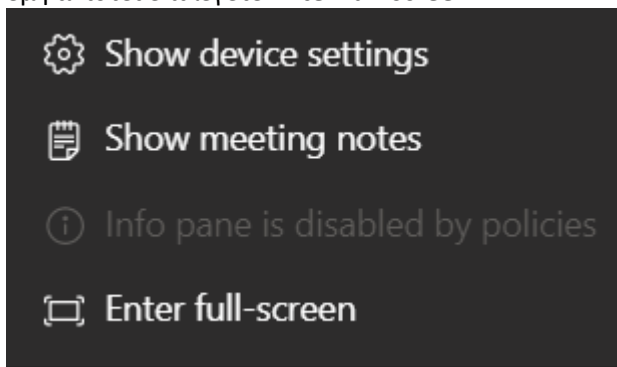 Show device settings
Show meeting notes
Info pane is disabled by policies
Enter full-screen